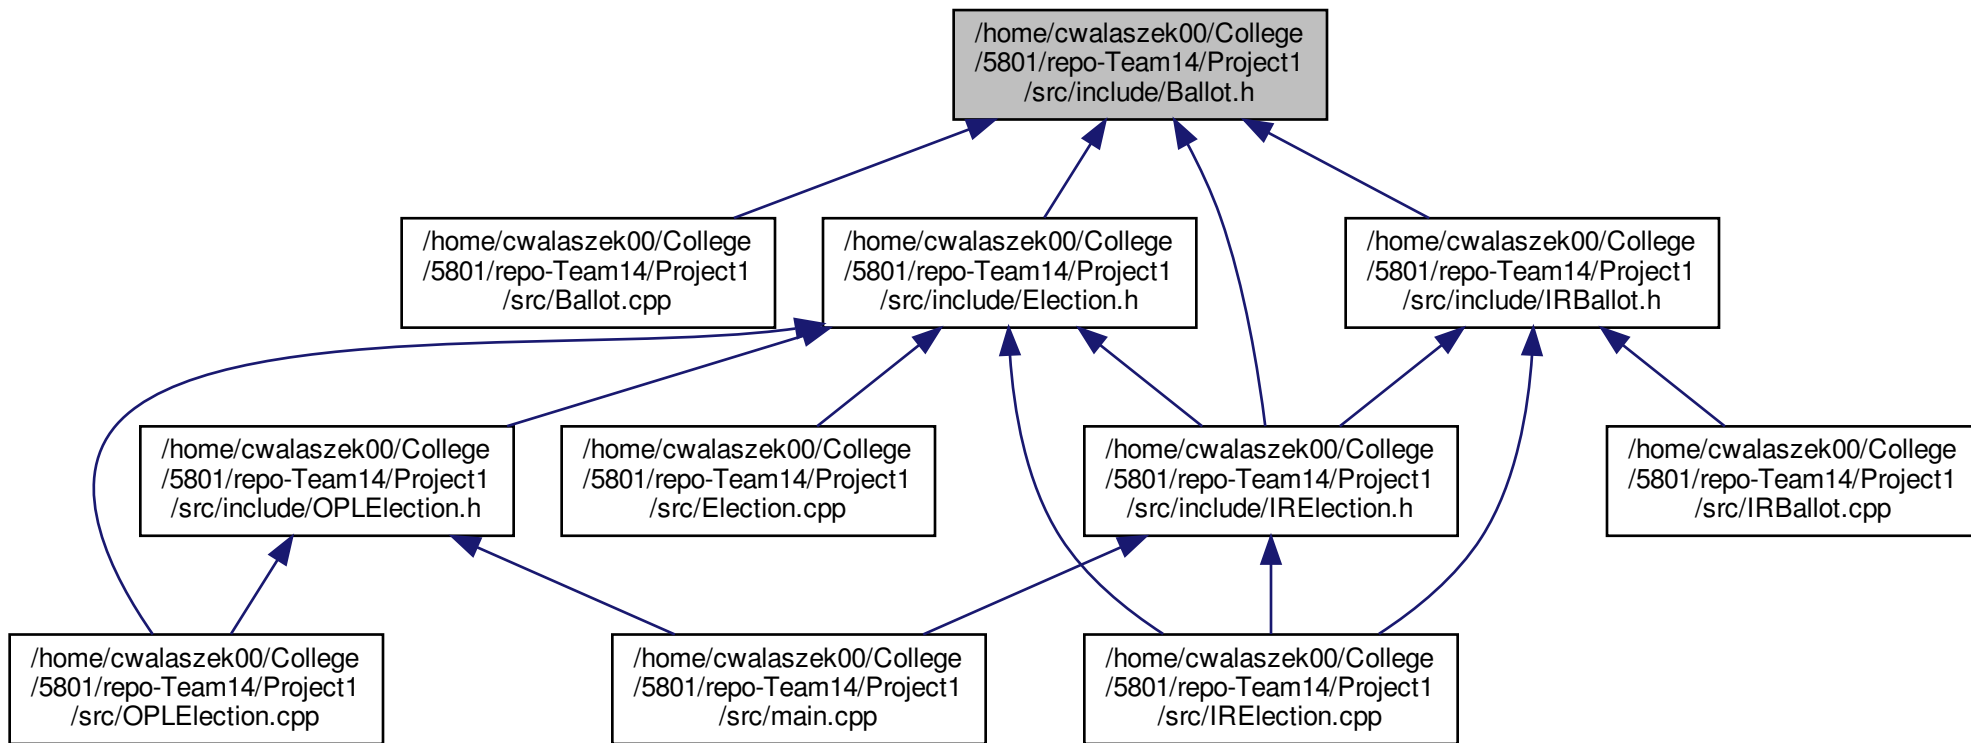 /home/cwalaszek00/College
/5801/repo-Team14/Project1
/src/include/Ballot.h
/home/cwalaszek00/College
/5801/repo-Team14/Project1
/src/Ballot.cpp
/home/cwalaszek00/College
/5801/repo-Team14/Project1
/src/include/Election.h
/home/cwalaszek00/College
/5801/repo-Team14/Project1
/src/include/IRBallot.h
/home/cwalaszek00/College
/5801/repo-Team14/Project1
/src/include/OPLElection.h
/home/cwalaszek00/College
/5801/repo-Team14/Project1
/src/Election.cpp
/home/cwalaszek00/College
/5801/repo-Team14/Project1
/src/include/IRElection.h
/home/cwalaszek00/College
/5801/repo-Team14/Project1
/src/IRBallot.cpp
/home/cwalaszek00/College
/5801/repo-Team14/Project1
/src/OPLElection.cpp
/home/cwalaszek00/College
/5801/repo-Team14/Project1
/src/main.cpp
/home/cwalaszek00/College
/5801/repo-Team14/Project1
/src/IRElection.cpp